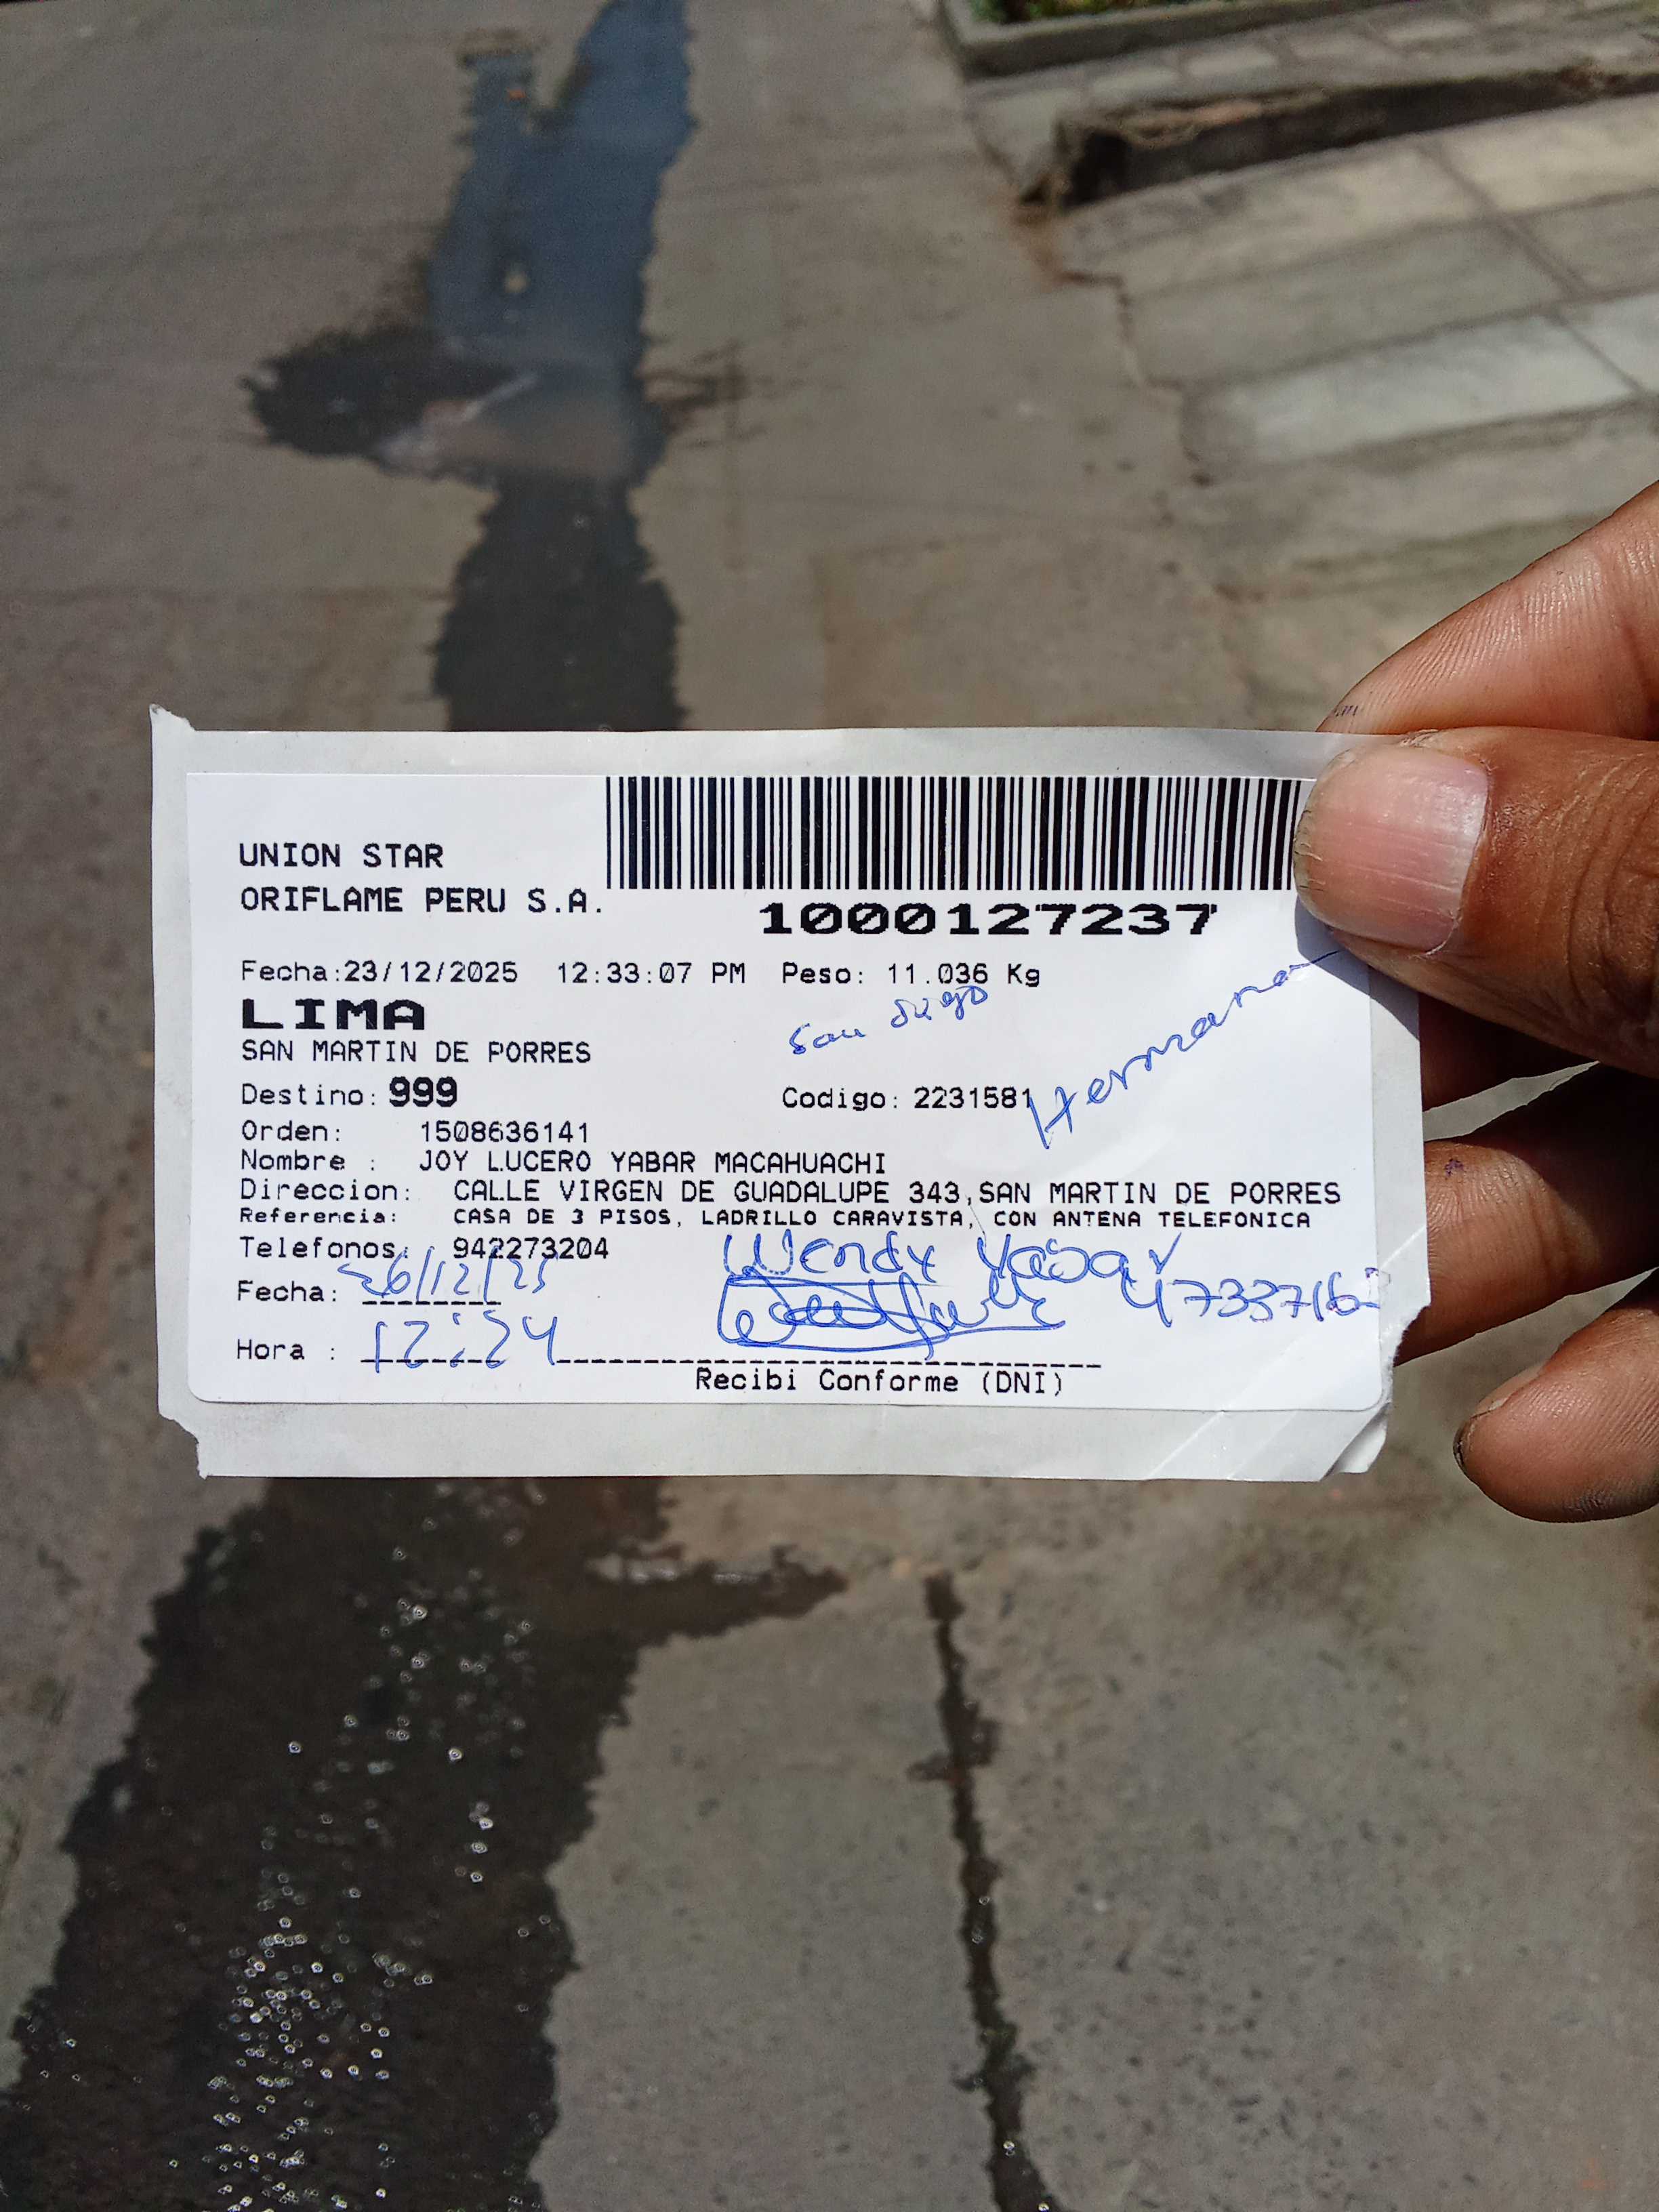 UNION STAR
ORIFLAME PERU S.A.
1000127237
Fecha:23/12/2025 12:33:07 PM Peso: 11.036 Kg
LIMA
San Diego
SAN MARTIN DE PORRES
Hermana
Destino: 999 Codigo: 2231581
Orden: 1508636141
Nombre : JOY LUCERO YABAR MACAHUACHI
Direccion: CALLE VIRGEN DE GUADALUPE 343,SAN MARTIN DE PORRES
Referencia: CASA DE 3 PISOS, LADRILLO CARAVISTA, CON ANTENA TELEFONICA
Telefonos: 942273204
Wendy Yabar
Fecha: 26/12/25
Hora : 12:24
Recibi Conforme (DNI)